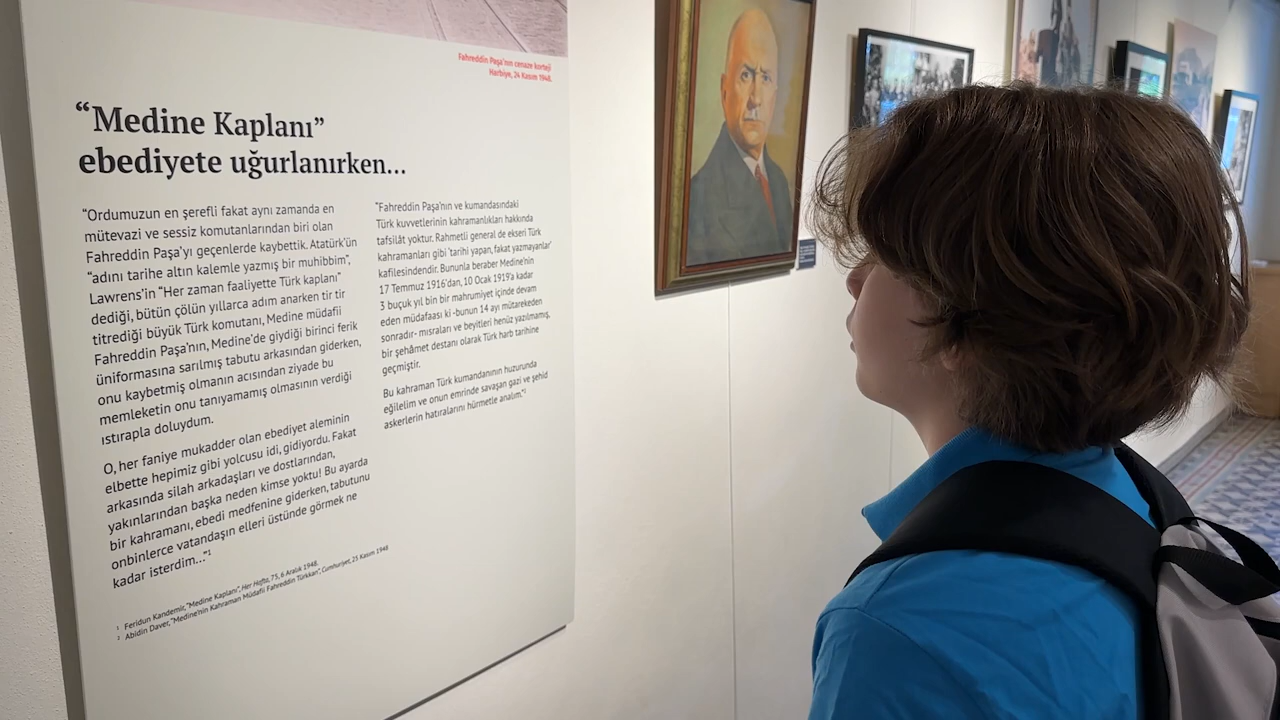 Fahreddin Paşa'nın cenaze korteji
Harbiye, 24 Kasım 1948.
“Medine Kaplanı”
ebediyete uğurlanırken...
“Ordumuzun en şerefli fakat aynı zamanda en
mütevazi ve sessiz komutanlarından biri olan
Fahreddin Paşa’yı geçenlerde kaybettik. Atatürk’ün
“adını tarihe altın kalemle yazmış bir muhibbim”,
Lawrens’in “Her zaman faaliyette Türk kaplanı”
dediği, bütün çölün yıllarca adım anarken tir tir
titrediği büyük Türk komutanı, Medine müdafii
Fahreddin Paşa’nın, Medine’de giydiği birinci ferik
üniformasına sarılmış tabutu arkasından giderken,
onu kaybetmiş olmanın acısından ziyade bu
memleketin onu tanıyamamış olmasının verdiği
ıstırapla doluydum.
O, her faniye mukadder olan ebediyet aleminin
elbette hepimiz gibi yolcusu idi, gidiyordu. Fakat
arkasında silah arkadaşları ve dostlarından,
yakınlarından başka neden kimse yoktu! Bu ayarda
bir kahramanı, ebedi medfenine giderken, tabutunu
onbinlerce vatandaşın elleri üstünde görmek ne
kadar isterdim...”1
“Fahreddin Paşa’nın ve kumandasındaki
Türk kuvvetlerinin kahramanlıkları hakkında
tafsilât yoktur. Rahmetli general de ekseri Türk
kahramanları gibi ‘tarihi yapan, fakat yazmayanlar’
kafilesindendir. Bununla beraber Medine’nin
17 Temmuz 1916’dan, 10 Ocak 1919’a kadar
3 buçuk yıl bin bir mahrumiyet içinde devam
eden müdafaası ki -bunun 14 ayı mütarekeden
sonradır- mısraları ve beyitleri henüz yazılmamış,
bir şehâmet destanı olarak Türk harb tarihine
geçmiştir.
Bu kahraman Türk kumandanının huzurunda
eğilelim ve onun emrinde savaşan gazi ve şehid
askerlerin hatıralarını hürmetle analım.”2
1 Feridun Kandemir, “Medine Kaplanı”, Her Hafta, 75, 6 Aralık 1948.
2 Abidin Daver, “Medine’nin Kahraman Müdafii Fahreddin Türkkan”, Cumhuriyet, 25 Kasım 1948